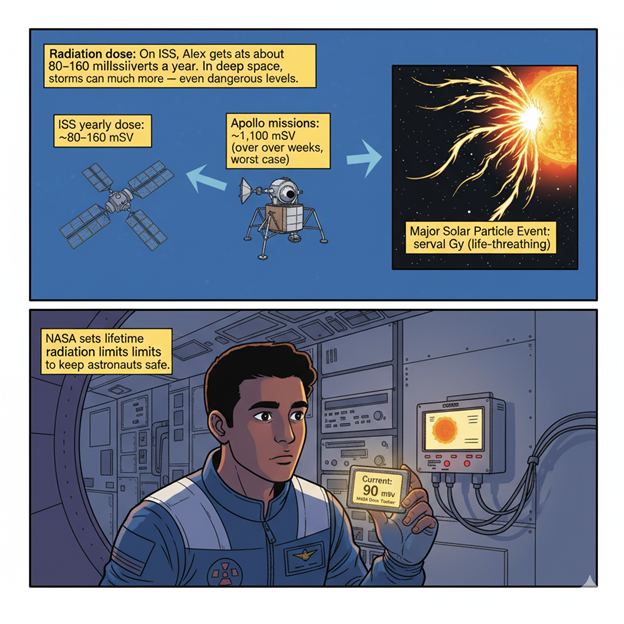 Radiation dose: On ISS, Alex gets ats about
80–160 millssiiverts a year. In deep space,
storms can much more — even dangerous levels.
ISS yearly dose:
~80–160 mSV
Apollo missions:
~1,100 mSV
(over over weeks,
worst case)
Major Solar Particle Event:
serval Gy (life-threathing)
NASA sets lifetime
radiation limits limits
to keep astronauts safe.
Current:
90 m9V